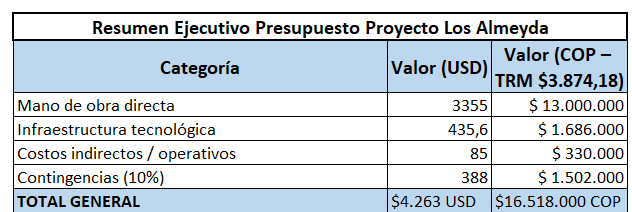 Resumen Ejecutivo Presupuesto Proyecto Los Almeyda
Categoría Valor (USD) Valor (COP – TRM $3.874,18)
Mano de obra directa 3355 $ 13.000.000
Infraestructura tecnológica 435,6 $ 1.686.000
Costos indirectos / operativos 85 $ 330.000
Contingencias (10%) 388 $ 1.502.000
TOTAL GENERAL $4.263 USD $16.518.000 COP